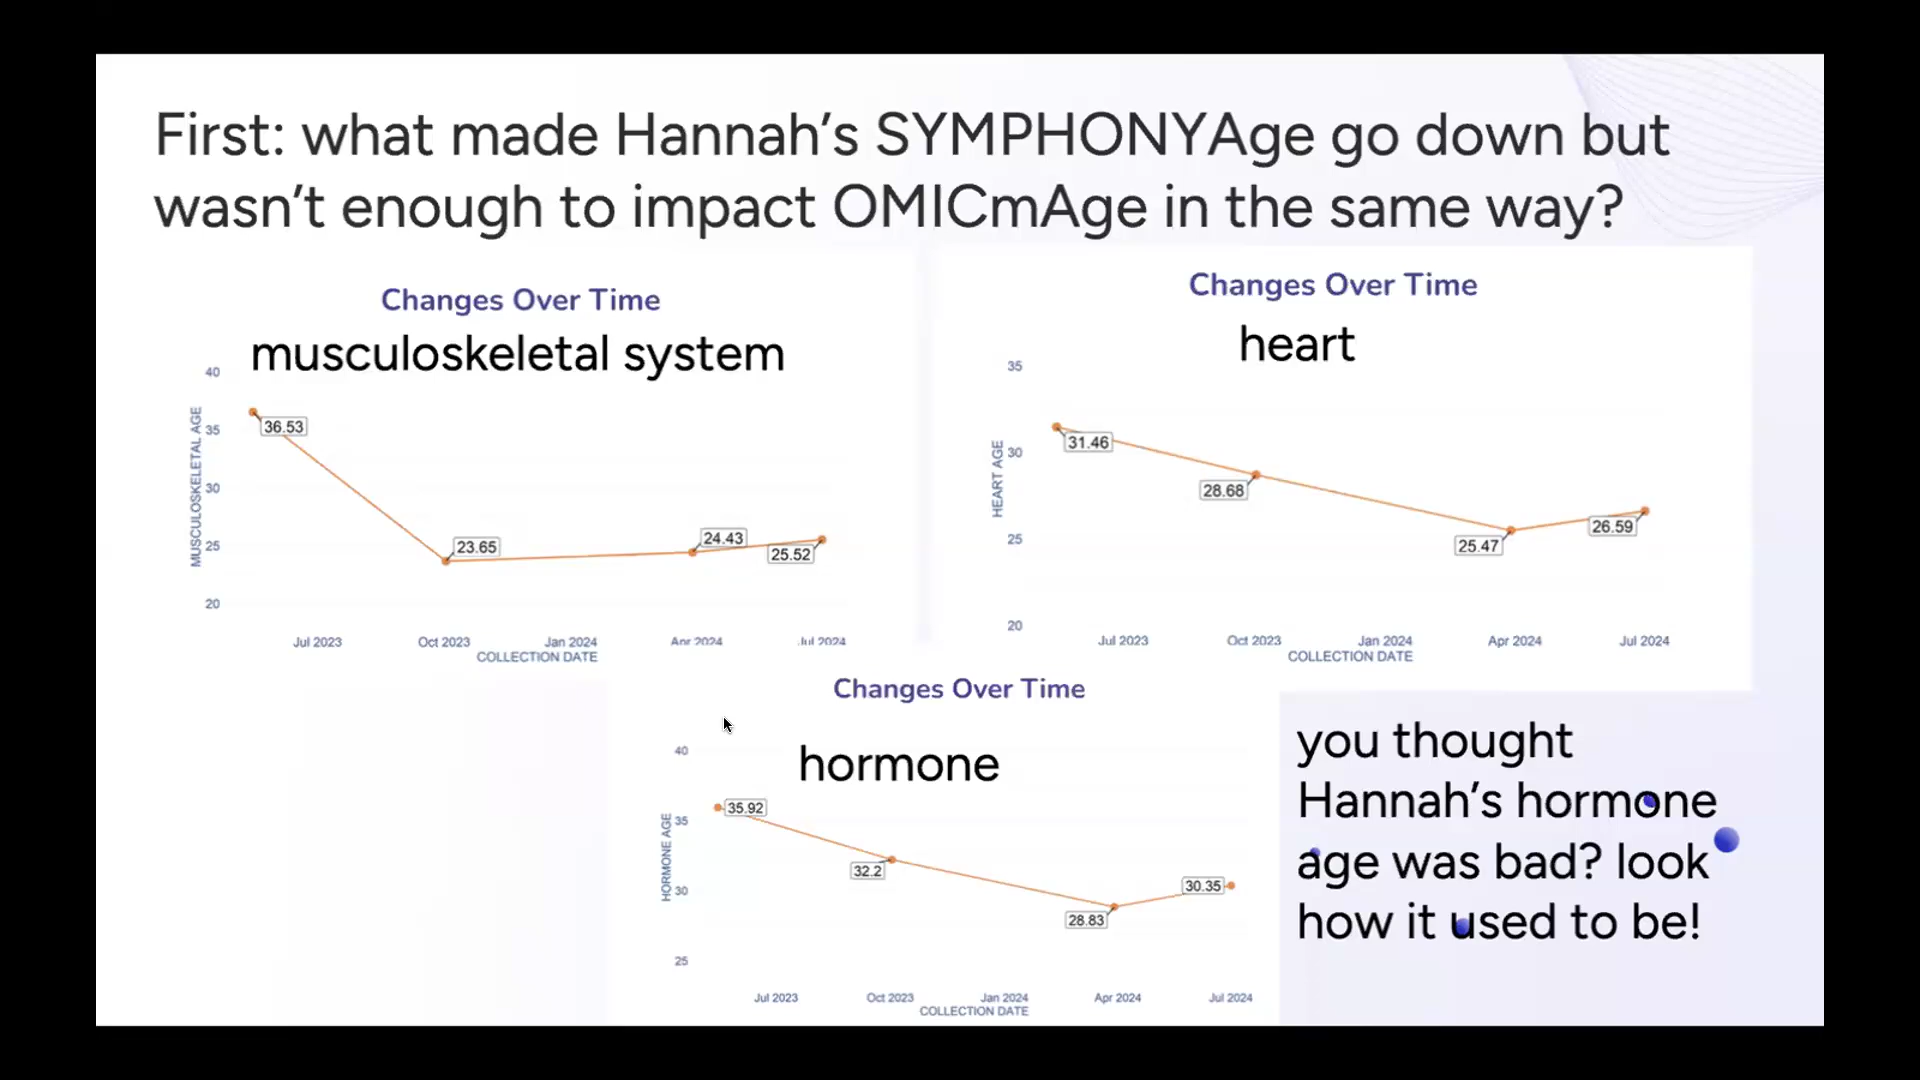 First: what made Hannah's SYMPHONYAge go down but
wasn't enough to impact OMICmAge in the same way?
Changes Over Time
musculoskeletal system
MUSCULOSKELETAL AGE
40
35
30
25
20
36.53
23.65
24.43
25.52
Jul 2023 Oct 2023 Jan 2024 Apr 2024 Jul 2024
COLLECTION DATE
Changes Over Time
heart
HEART AGE
35
30
25
20
31.46
28.68
25.47
26.59
Jul 2023 Oct 2023 Jan 2024 Apr 2024 Jul 2024
COLLECTION DATE
Changes Over Time
hormone
HORMONE AGE
40
35
30
25
35.92
32.2
28.83
30.35
Jul 2023 Oct 2023 Jan 2024 Apr 2024 Jul 2024
COLLECTION DATE
you thought
Hannah's hormone
age was bad? look
how it used to be!